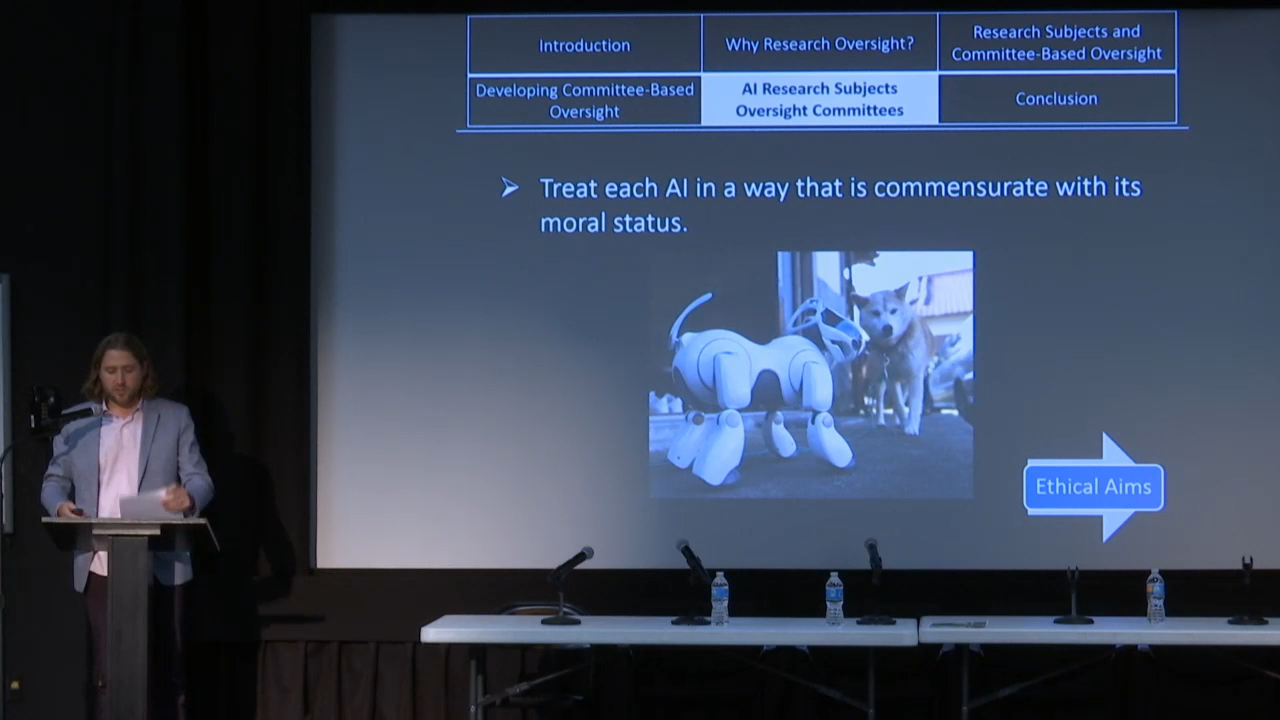 Introduction
Why Research Oversight?
Research Subjects and
Committee-Based Oversight
Developing Committee-Based
Oversight
AI Research Subjects
Oversight Committees
Conclusion
Treat each AI in a way that is commensurate with its
moral status.
Ethical Aims